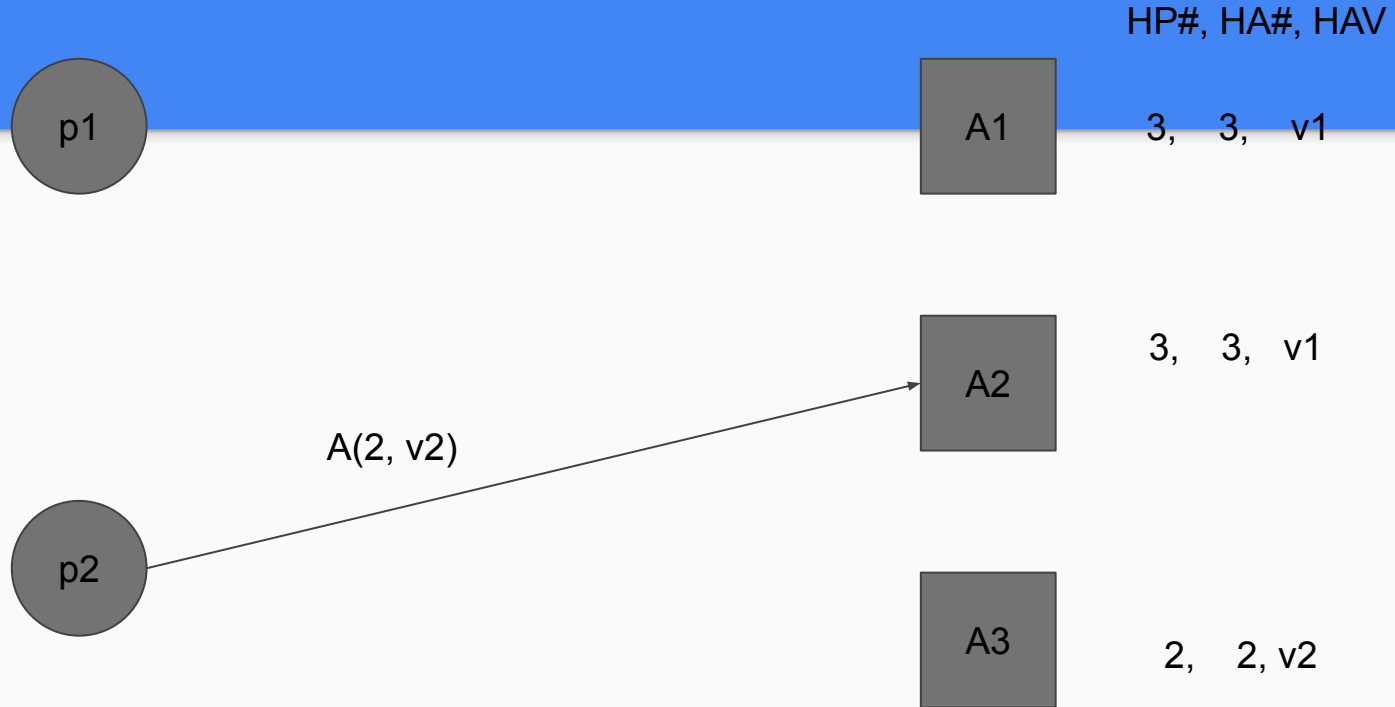 HP#, HA#, HAV
p1
A1
3, 3, v1
3, 3, v1
A2
A(2, v2)
p2
A3
2, 2, v2